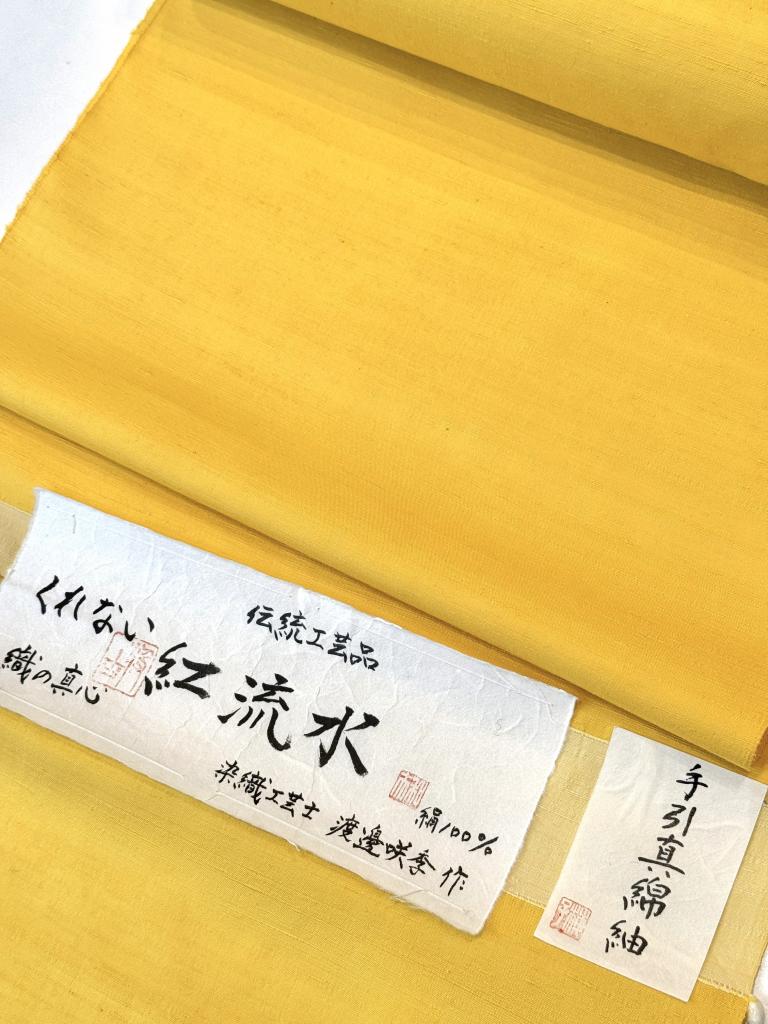 伝統工芸品
くれない
織の真心
紅流水
絹100%
染織工芸士 渡邊咲季 作
手引真綿紬